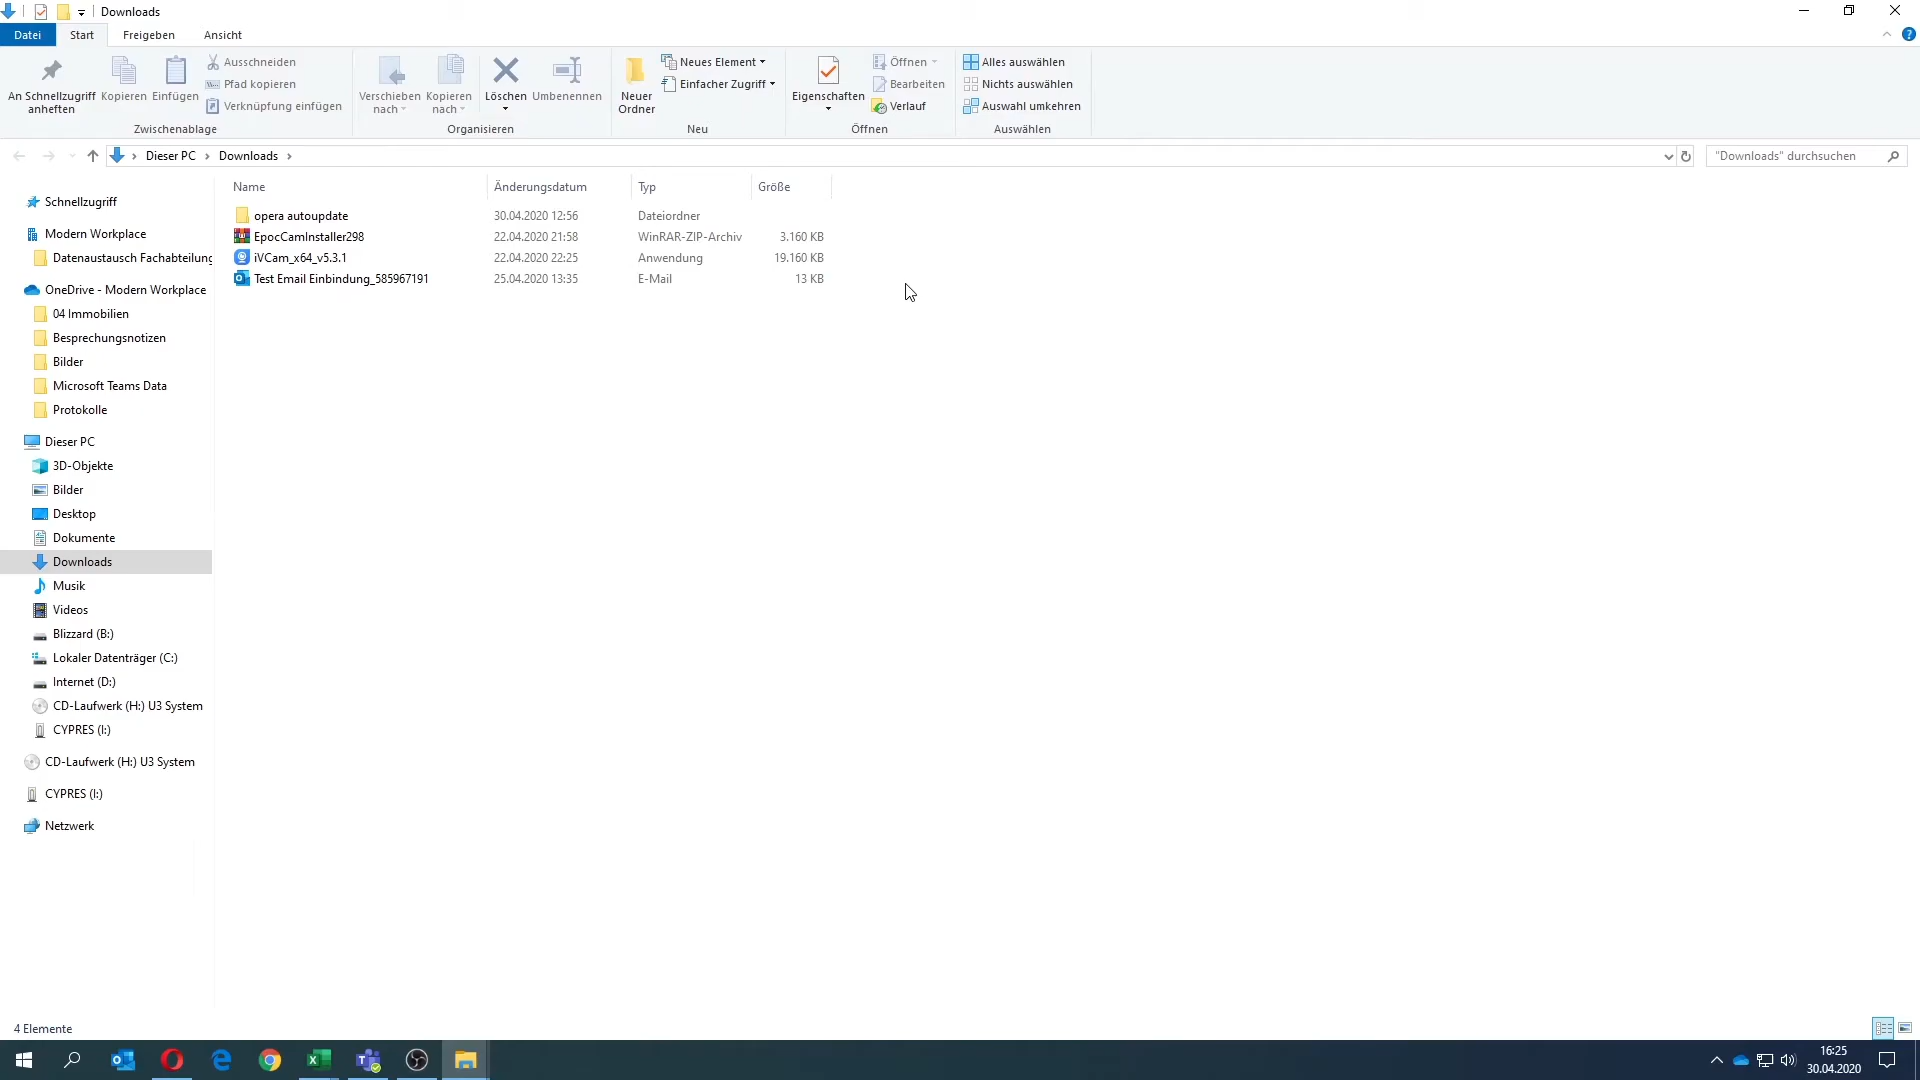 Downloads
Datei Start Freigeben Ansicht
An Schnellzugriff anheften
Kopieren
Einfügen
Ausschneiden
Pfad kopieren
Verknüpfung einfügen
Zwischenablage
Verschieben nach
Kopieren nach
Löschen
Umbenennen
Organisieren
Neuer Ordner
Neues Element
Einfacher Zugriff
Neu
Eigenschaften
Öffnen
Bearbeiten
Verlauf
Öffnen
Alles auswählen
Nichts auswählen
Auswahl umkehren
Auswählen
Dieser PC › Downloads ›
"Downloads" durchsuchen
Name Änderungsdatum Typ Größe
opera autoupdate 30.04.2020 12:56 Dateiordner
EpocCamInstaller298 22.04.2020 21:58 WinRAR-ZIP-Archiv 3.160 KB
iVCam_x64_v5.3.1 22.04.2020 22:25 Anwendung 19.160 KB
Test Email Einbindung_585967191 25.04.2020 13:35 E-Mail 13 KB
Schnellzugriff
Modern Workplace
Datenaustausch Fachabteilung
OneDrive - Modern Workplace
04 Immobilien
Besprechungsnotizen
Bilder
Microsoft Teams Data
Protokolle
Dieser PC
3D-Objekte
Bilder
Desktop
Dokumente
Downloads
Musik
Videos
Blizzard (B:)
Lokaler Datenträger (C:)
Internet (D:)
CD-Laufwerk (H:) U3 System
CYPRES (I:)
CD-Laufwerk (H:) U3 System
CYPRES (I:)
Netzwerk
4 Elemente
16:25
30.04.2020